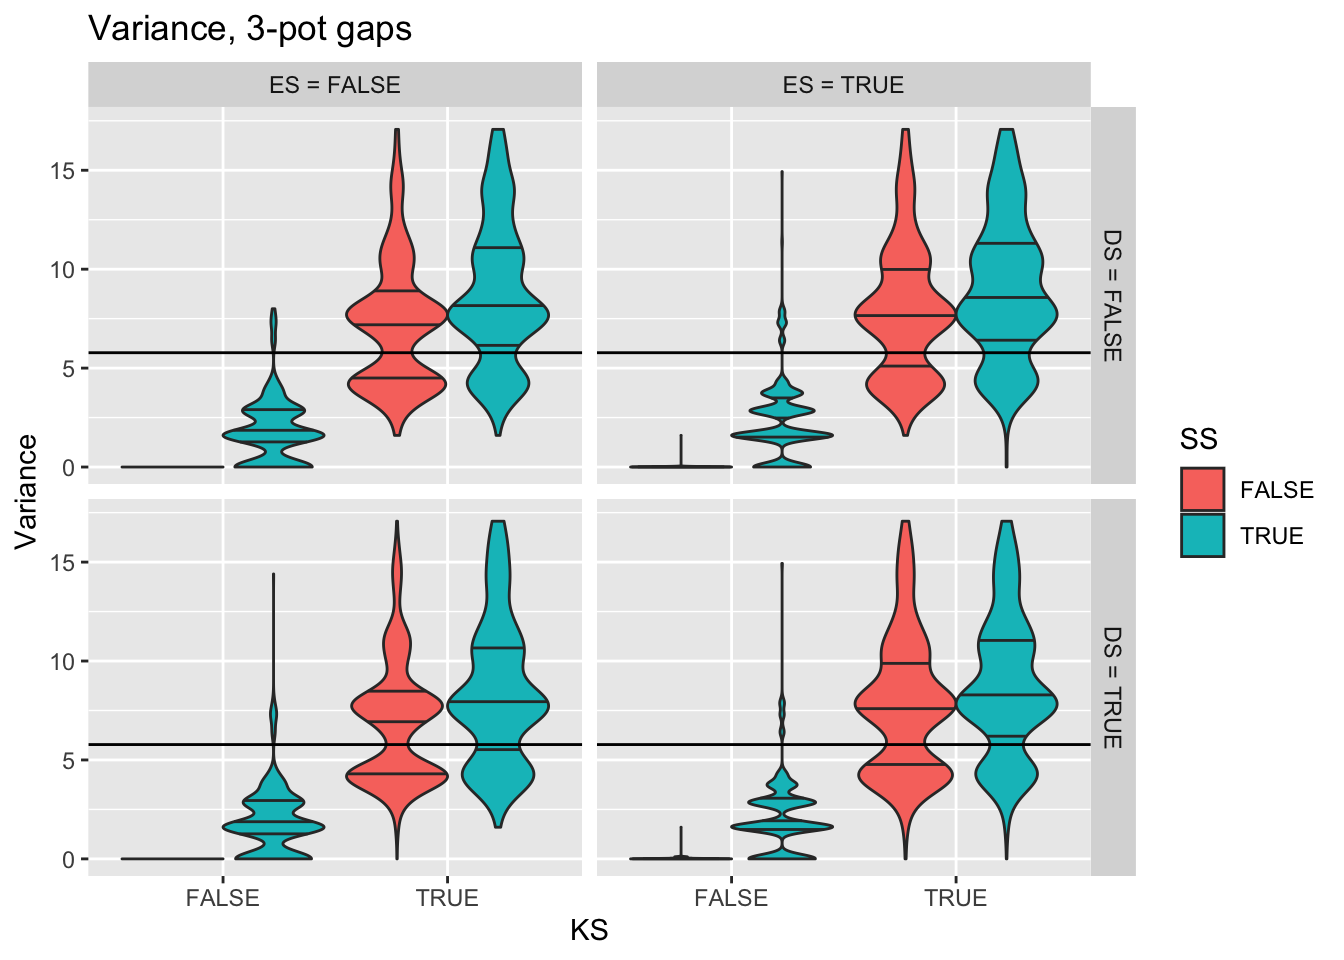 Variance, 3-pot gaps
ES = FALSE
ES = TRUE
15
10
5
0
DS = FALSE
15
10
5
0
DS = TRUE
Variance
FALSE
TRUE
FALSE
TRUE
KS
SS
FALSE
TRUE